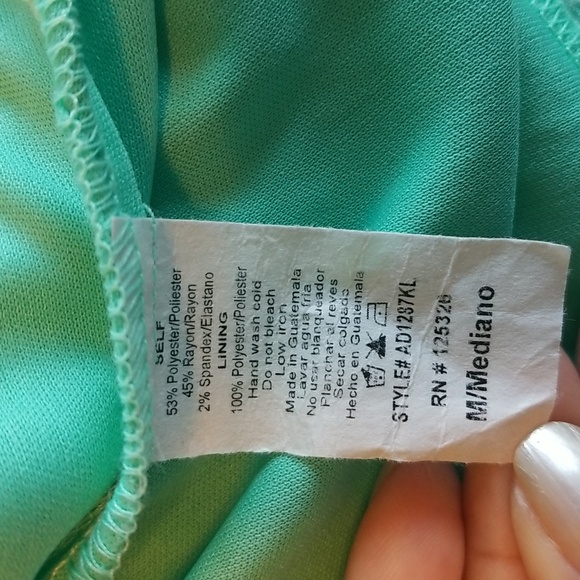 SELF
53% Polyester/Poliester
45% Rayon/Rayon
2% Spandex/Elastano
LINING
100% Polyester/Poliester
Hand wash cold
Do not bleach
Low iron
Made in Guatemala
Lavar agua fria
No usar blanqueador
Planchar al reves
Secar colgado
Hecho en Guatemala
STYLE# AD1287KL
RN # 125326
M/Mediano